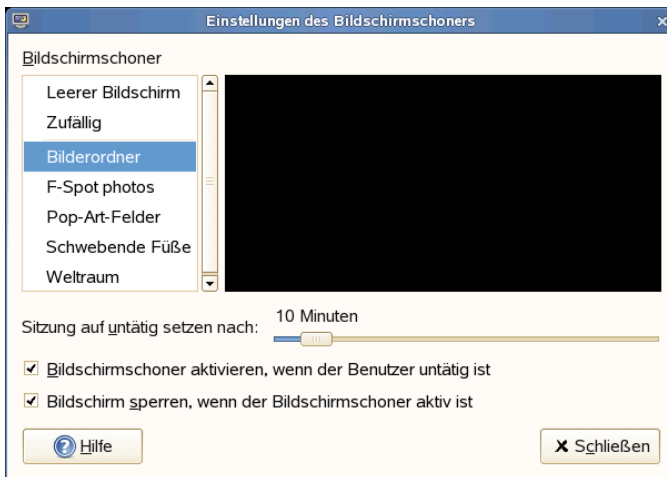 Einstellungen des Bildschirmschoners
Bildschirmschoner
Leerer Bildschirm
Zufällig
Bilderordner
F-Spot photos
Pop-Art-Felder
Schwebende Füße
Weltraum
Sitzung auf untätig setzen nach:
10 Minuten
Bildschirmschoner aktivieren, wenn der Benutzer untätig ist
Bildschirm sperren, wenn der Bildschirmschoner aktiv ist
Hilfe
Schließen